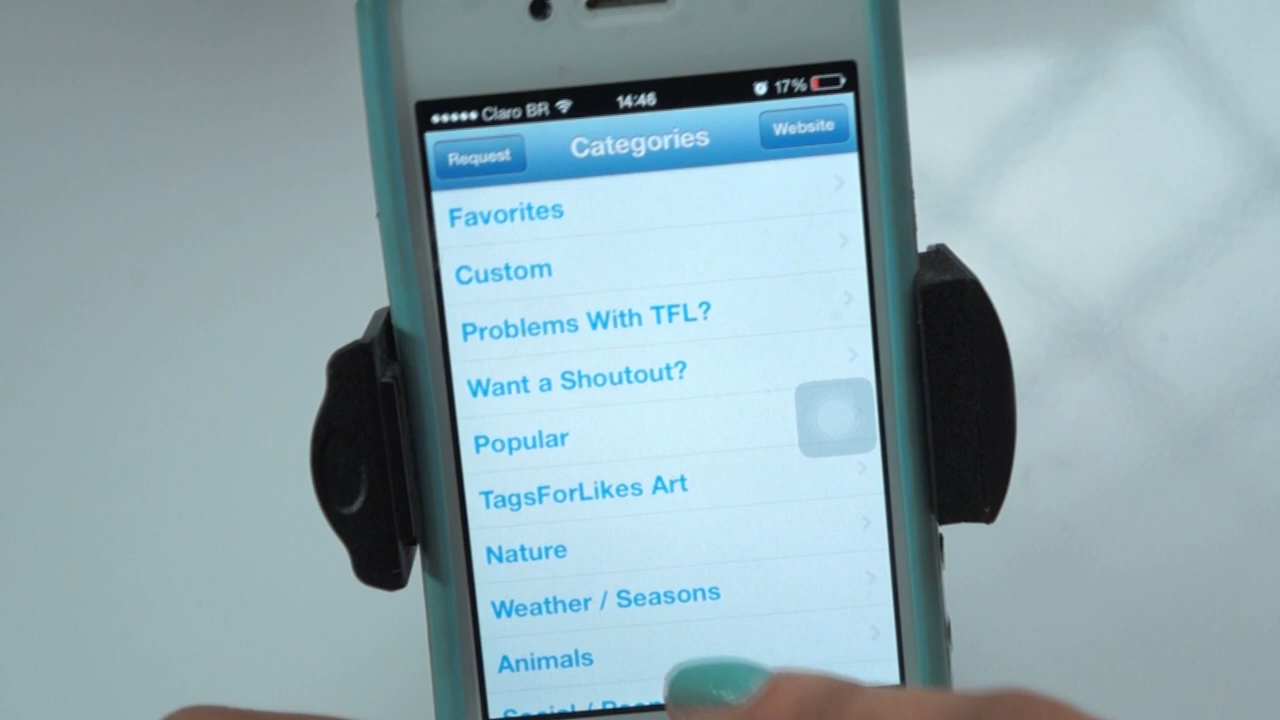 Claro BR 14:46 17%
Request Categories Website
Favorites
Custom
Problems With TFL?
Want a Shoutout?
Popular
TagsForLikes Art
Nature
Weather / Seasons
Animals
Social /